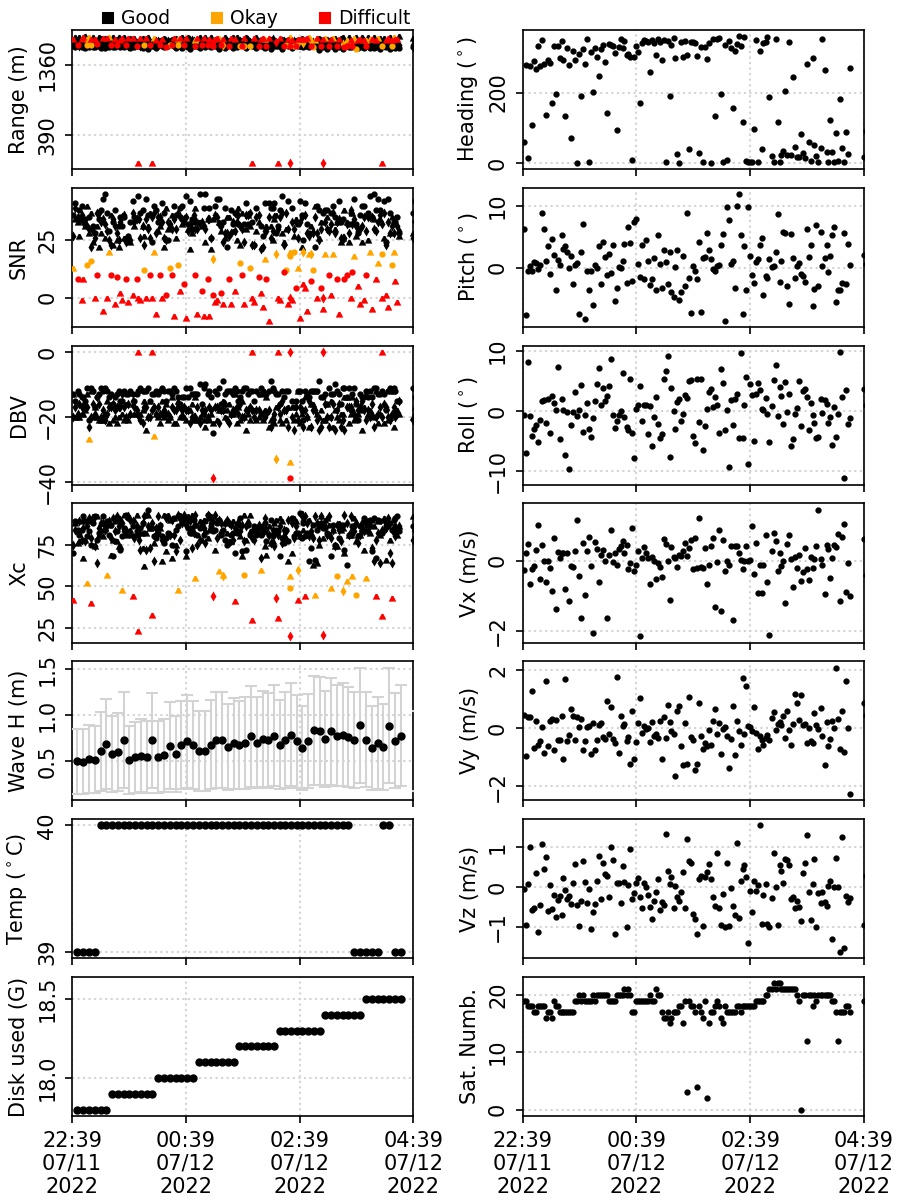 Good Okay Difficult
Range (m) 1360 390
Heading (°) 200 0
SNR 25 0
Pitch (°) 10 0
DBV 0 −20 −40
Roll (°) 10 0 −10
Xc 75 50 25
Vx (m/s) 0 −2
Wave H (m) 1.5 1.0 0.5
Vy (m/s) 2 0 −2
Temp (°C) 40 39
Vz (m/s) 1 0 −1
Disk used (G) 18.5 18.0
Sat. Numb. 20 10 0
22:39 00:39 02:39 04:39 22:39 00:39 02:39 04:39
07/11 07/12 07/12 07/12 07/11 07/12 07/12 07/12
2022 2022 2022 2022 2022 2022 2022 2022